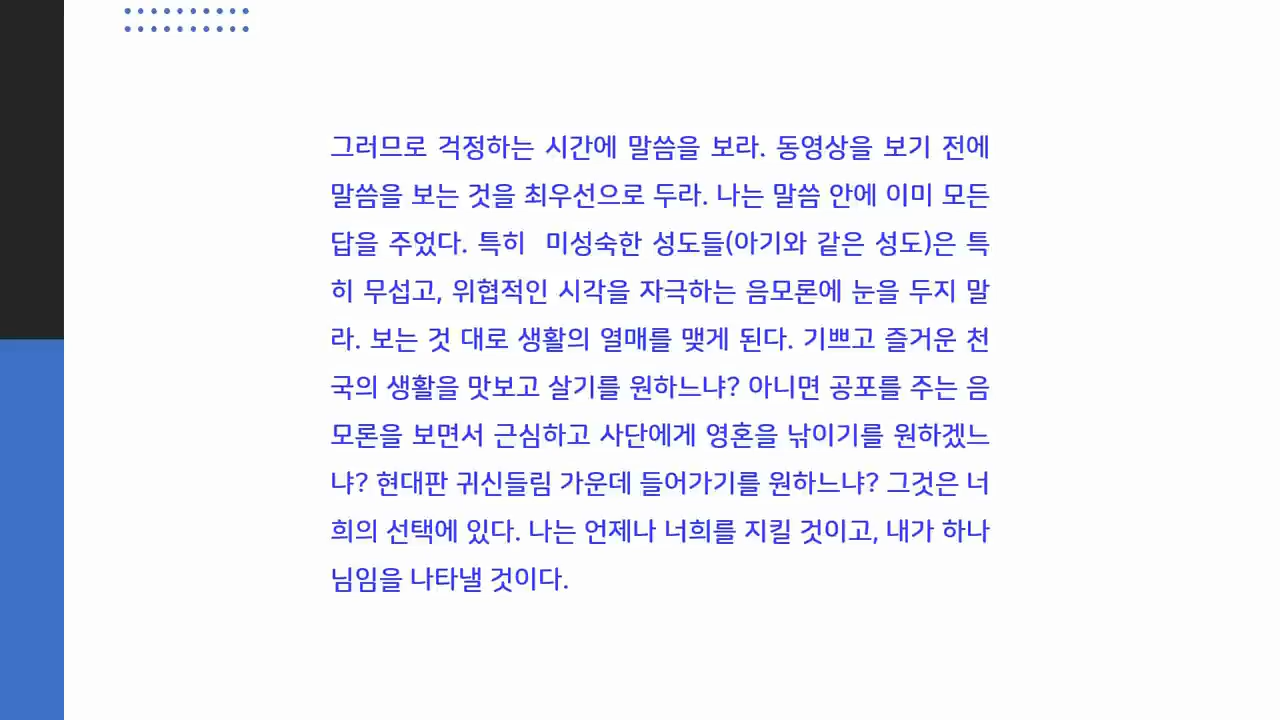 그러므로 걱정하는 시간에 말씀을 보라. 동영상을 보기 전에
말씀을 보는 것을 최우선으로 두라. 나는 말씀 안에 이미 모든
답을 주었다. 특히  미성숙한 성도들(아기와 같은 성도)은 특
히 무섭고, 위협적인 시각을 자극하는 음모론에 눈을 두지 말
라. 보는 것 대로 생활의 열매를 맺게 된다. 기쁘고 즐거운 천
국의 생활을 맛보고 살기를 원하느냐? 아니면 공포를 주는 음
모론을 보면서 근심하고 사단에게 영혼을 낚이기를 원하겠느
냐? 현대판 귀신들림 가운데 들어가기를 원하느냐? 그것은 너
희의 선택에 있다. 나는 언제나 너희를 지킬 것이고, 내가 하나
님임을 나타낼 것이다.